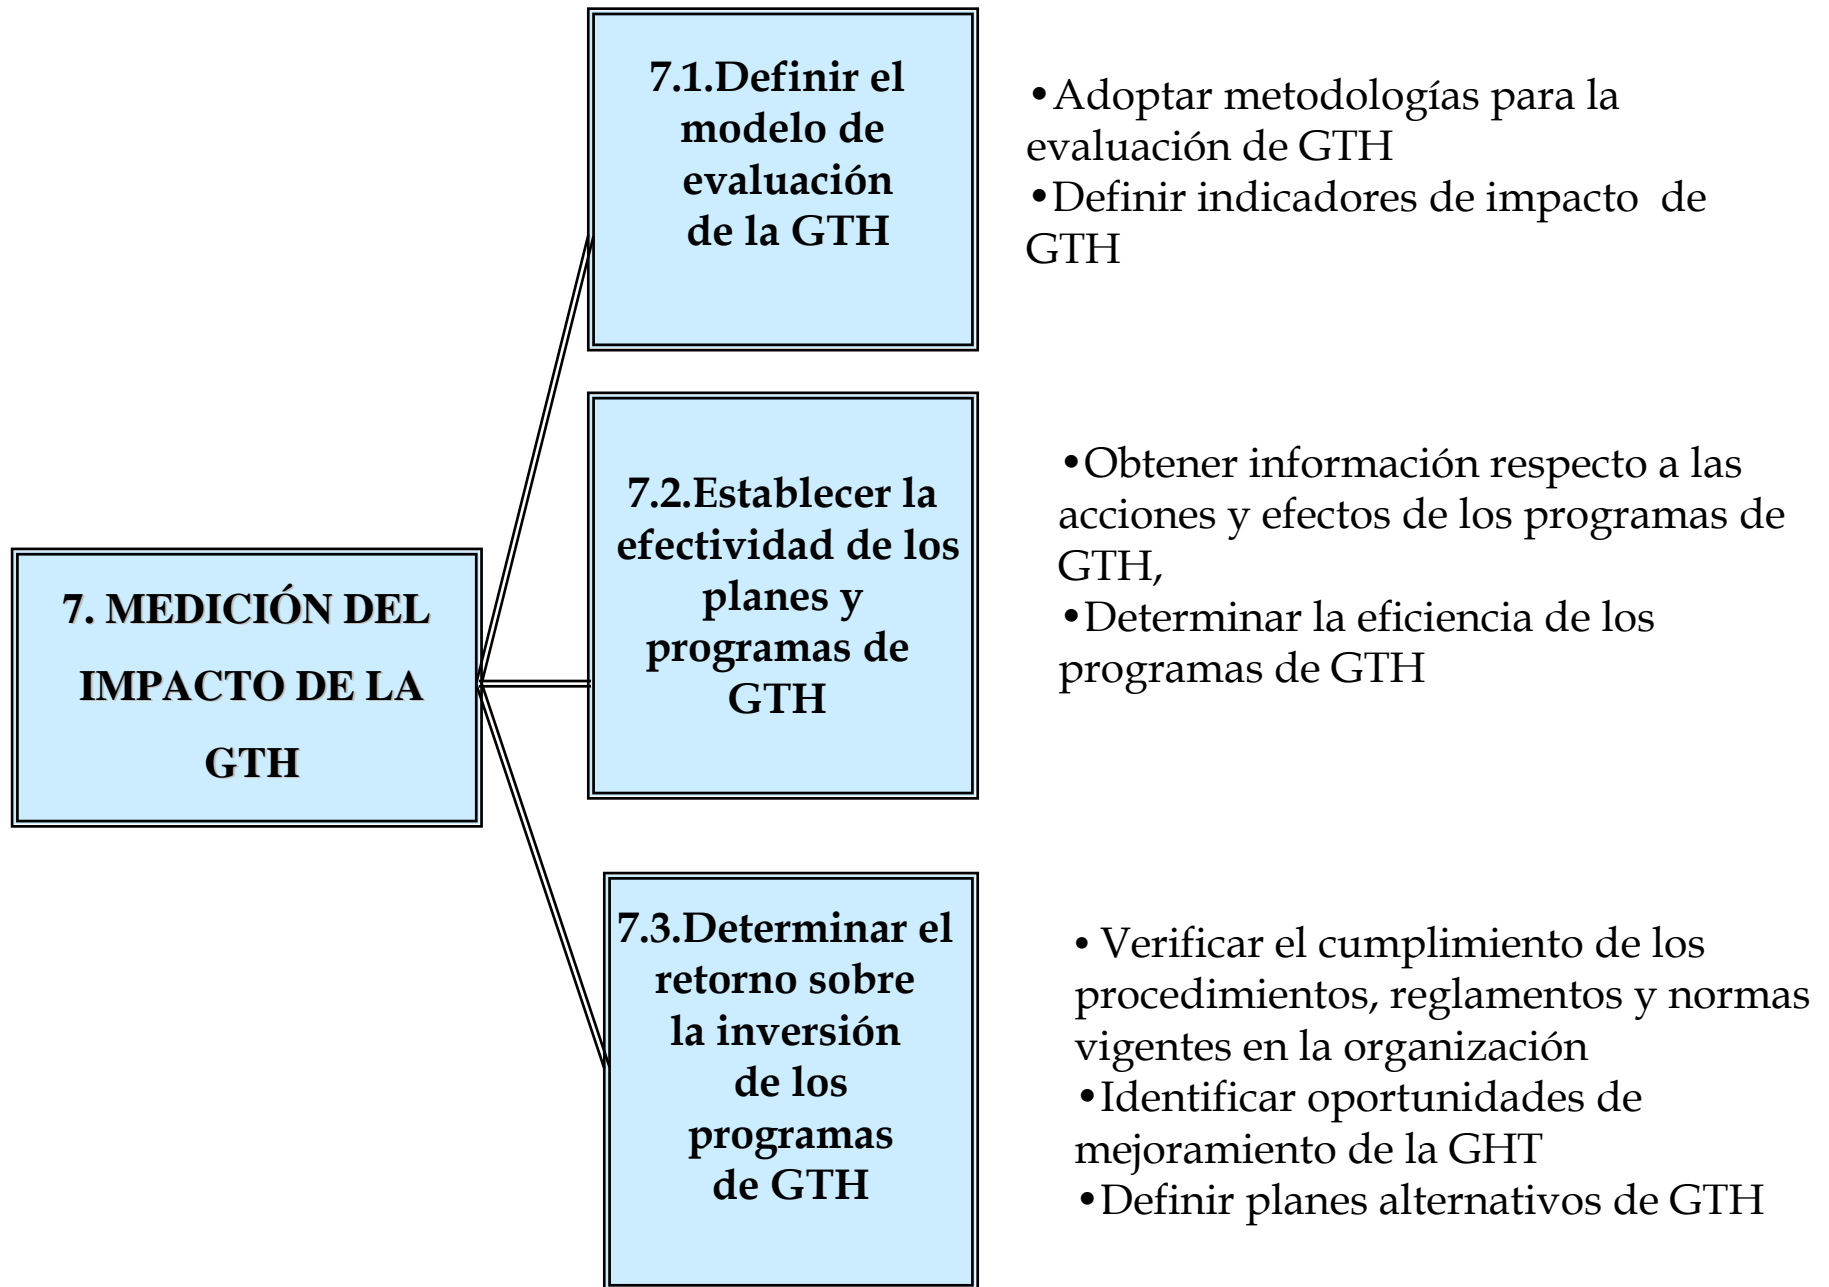 7. MEDICIÓN DEL
IMPACTO DE LA
GTH
7.1.Definir el
modelo de
evaluación
de la GTH
•Adoptar metodologías para la
evaluación de GTH
•Definir indicadores de impacto  de
GTH
7.2.Establecer la
efectividad de los
planes y
programas de
GTH
•Obtener información respecto a las
acciones y efectos de los programas de
GTH,
•Determinar la eficiencia de los
programas de GTH
7.3.Determinar el
retorno sobre
la inversión
de los
programas
de GTH
• Verificar el cumplimiento de los
procedimientos, reglamentos y normas
vigentes en la organización
•Identificar oportunidades de
mejoramiento de la GHT
•Definir planes alternativos de GTH